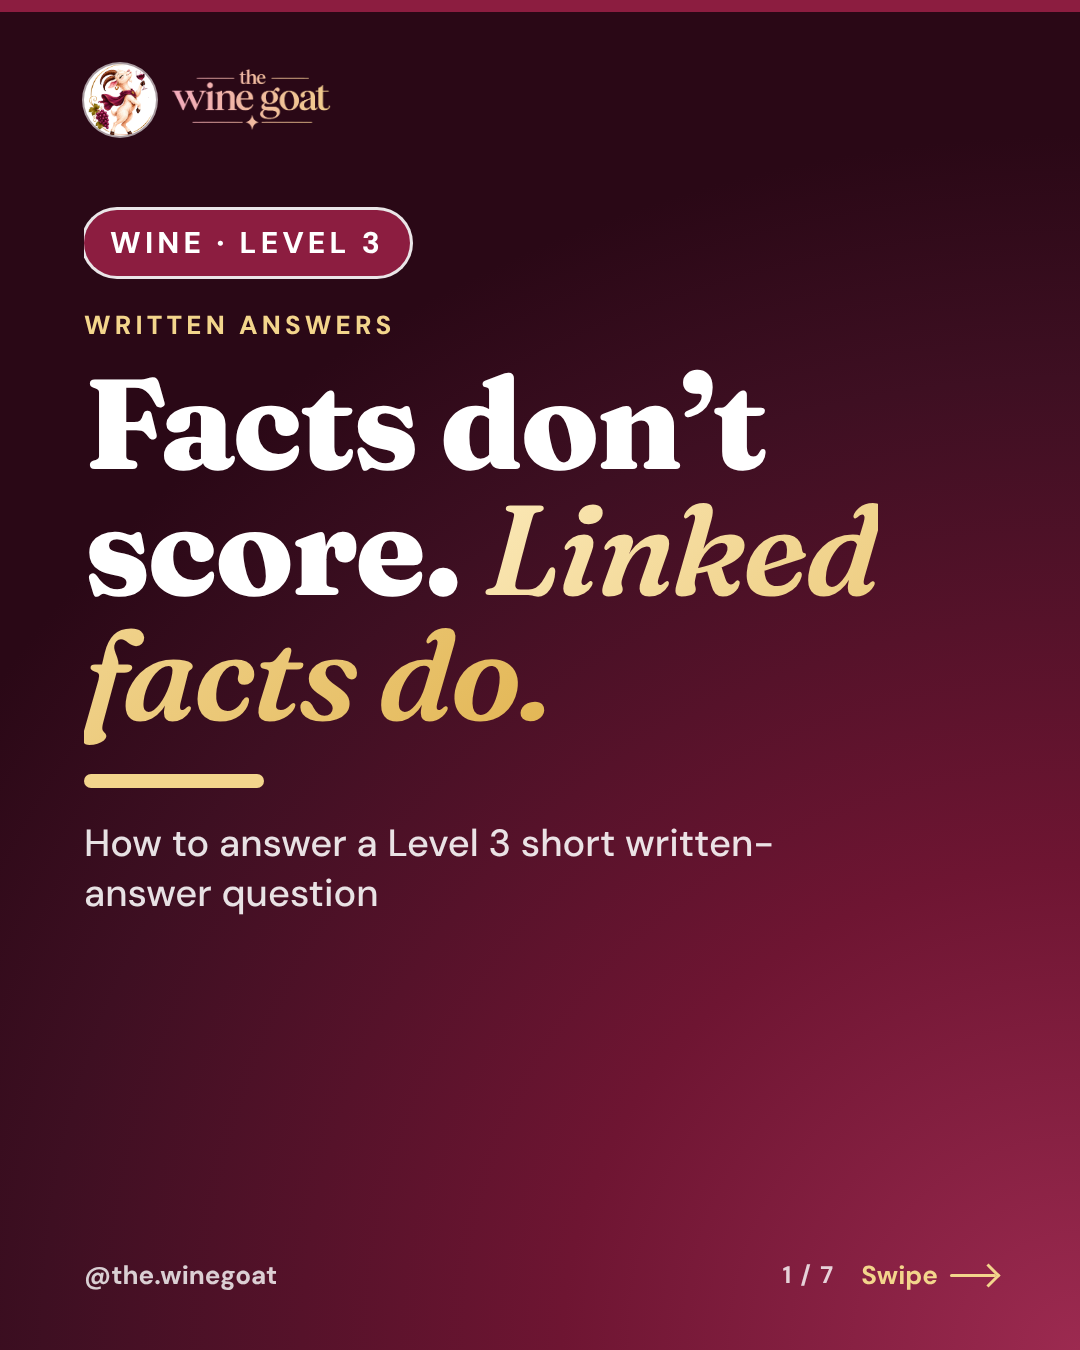 the
wine goat
WINE · LEVEL 3
WRITTEN ANSWERS
Facts don’t
score. Linked
facts do.
How to answer a Level 3 short written-
answer question
@the.winegoat
1 / 7 Swipe